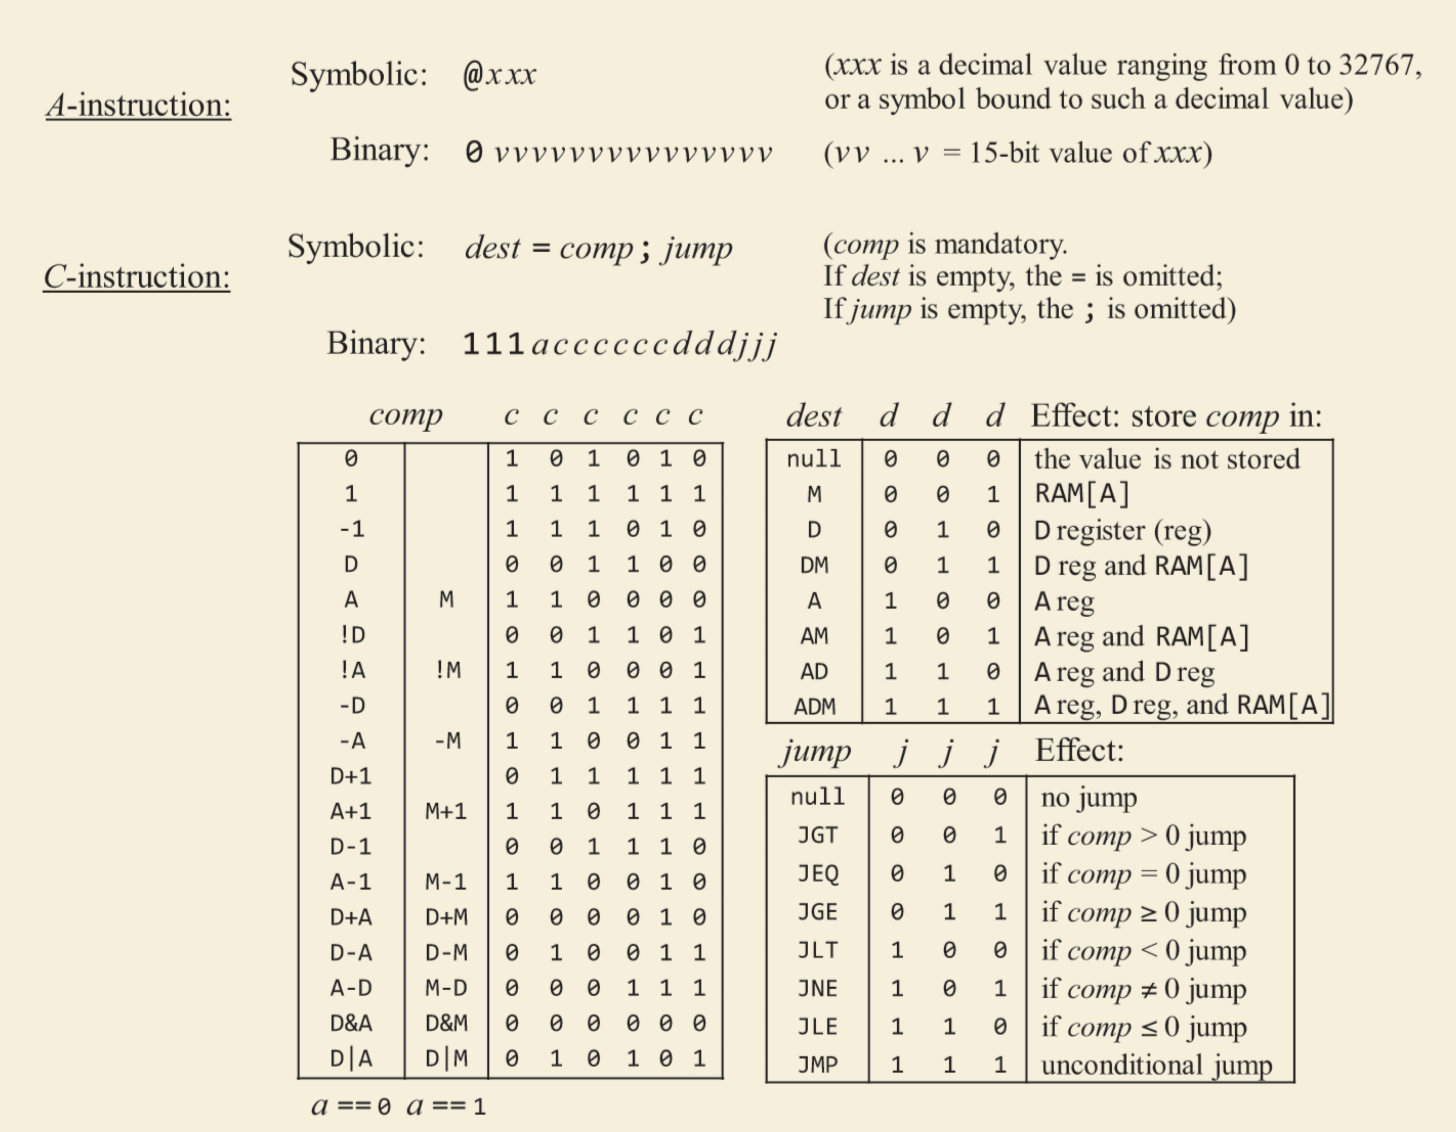 A-instruction:
Symbolic: @xxx (xxx is a decimal value ranging from 0 to 32767,
or a symbol bound to such a decimal value)
Binary: 0 vvvvvvvvvvvvvvv (vv ... v = 15-bit value of xxx)
C-instruction:
Symbolic: dest = comp ; jump (comp is mandatory.
If dest is empty, the = is omitted;
If jump is empty, the ; is omitted)
Binary: 111accccccdddjjj
comp c c c c c c
0 1 0 1 0 1 0
1 1 1 1 1 1 1
-1 1 1 1 0 1 0
D 0 0 1 1 0 0
A M 1 1 0 0 0 0
!D 0 0 1 1 0 1
!A !M 1 1 0 0 0 1
-D 0 0 1 1 1 1
-A -M 1 1 0 0 1 1
D+1 0 1 1 1 1 1
A+1 M+1 1 1 0 1 1 1
D-1 0 0 1 1 1 0
A-1 M-1 1 1 0 0 1 0
D+A D+M 0 0 0 0 1 0
D-A D-M 0 1 0 0 1 1
A-D M-D 0 0 0 1 1 1
D&A D&M 0 0 0 0 0 0
D|A D|M 0 1 0 1 0 1
a == 0 a == 1
dest d d d Effect: store comp in:
null 0 0 0 the value is not stored
M 0 0 1 RAM[A]
D 0 1 0 D register (reg)
DM 0 1 1 D reg and RAM[A]
A 1 0 0 A reg
AM 1 0 1 A reg and RAM[A]
AD 1 1 0 A reg and D reg
ADM 1 1 1 A reg, D reg, and RAM[A]
jump j j j Effect:
null 0 0 0 no jump
JGT 0 0 1 if comp > 0 jump
JEQ 0 1 0 if comp = 0 jump
JGE 0 1 1 if comp ≥ 0 jump
JLT 1 0 0 if comp < 0 jump
JNE 1 0 1 if comp ≠ 0 jump
JLE 1 1 0 if comp ≤ 0 jump
JMP 1 1 1 unconditional jump